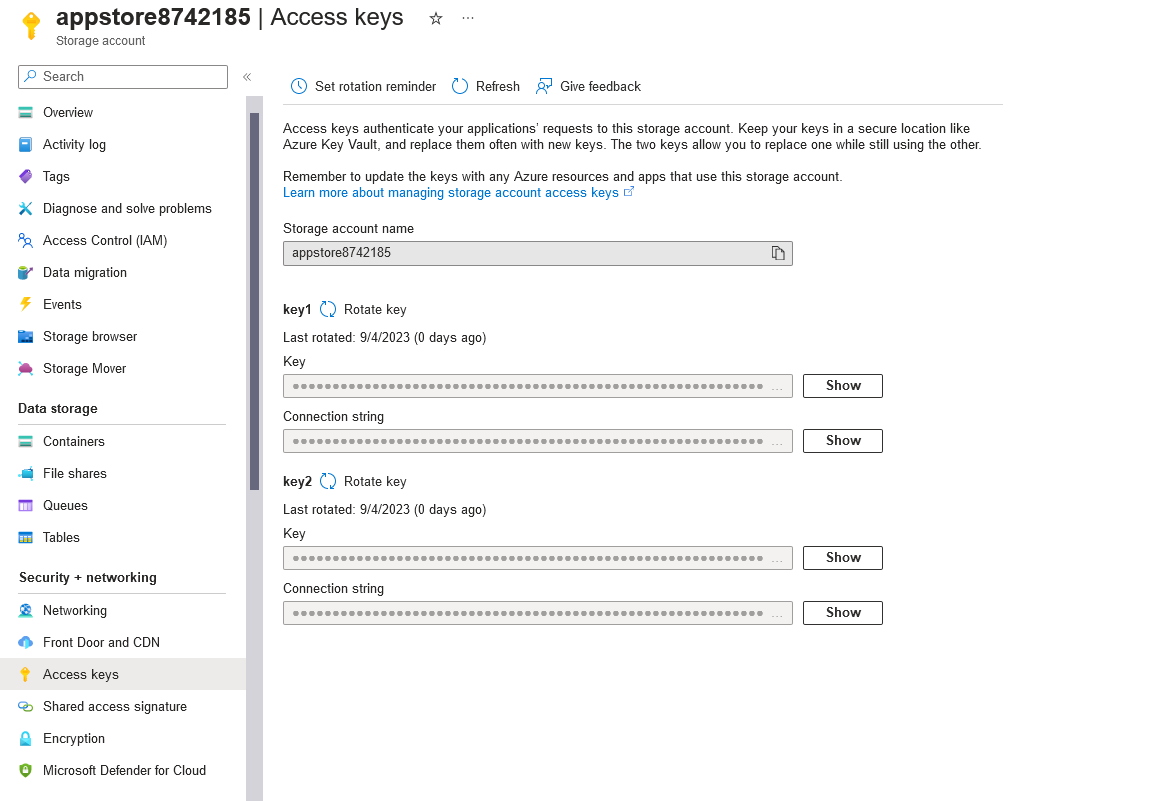 appstore8742185 | Access keys
Storage account
Search
Overview
Activity log
Tags
Diagnose and solve problems
Access Control (IAM)
Data migration
Events
Storage browser
Storage Mover
Data storage
Containers
File shares
Queues
Tables
Security + networking
Networking
Front Door and CDN
Access keys
Shared access signature
Encryption
Microsoft Defender for Cloud
Set rotation reminder Refresh Give feedback
Access keys authenticate your applications' requests to this storage account. Keep your keys in a secure location like
Azure Key Vault, and replace them often with new keys. The two keys allow you to replace one while still using the other.
Remember to update the keys with any Azure resources and apps that use this storage account.
Learn more about managing storage account access keys
Storage account name
appstore8742185
key1 Rotate key
Last rotated: 9/4/2023 (0 days ago)
Key
Show
Connection string
Show
key2 Rotate key
Last rotated: 9/4/2023 (0 days ago)
Key
Show
Connection string
Show